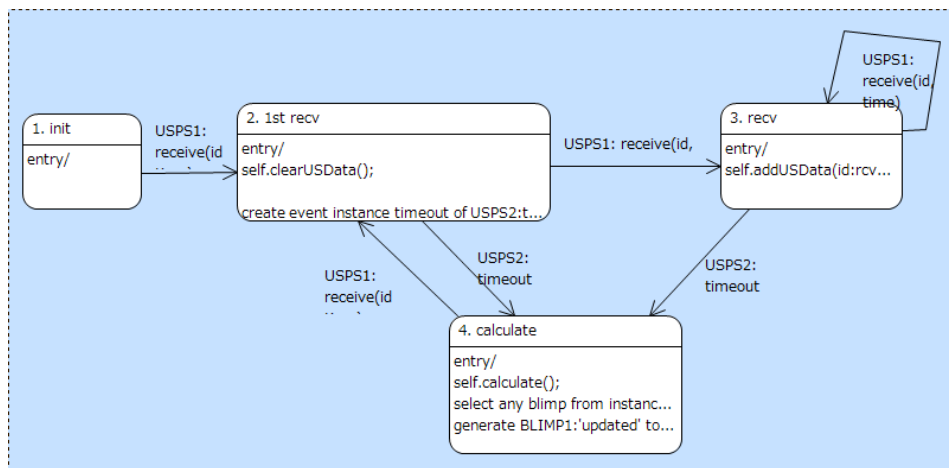 1. init
entry/
USPS1:
receive(id
2. 1st recv
entry/
self.clearUSData();
create event instance timeout of USPS2:t...
USPS1: receive(id,
3. recv
entry/
self.addUSData(id:rcv...
USPS1:
receive(id,
time)
USPS1:
receive(id
USPS2:
timeout
USPS2:
timeout
4. calculate
entry/
self.calculate();
select any blimp from instanc...
generate BLIMP1:'updated' to...